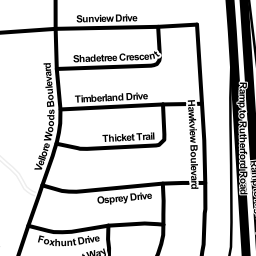 Sunview Drive
Shadetree Crescent
Timberland Drive
Thicket Trail
Osprey Drive
Foxhunt Drive
Way
Vellore Woods Boulevard
Hawkview Boulevard
Ramp to Rutherford Road